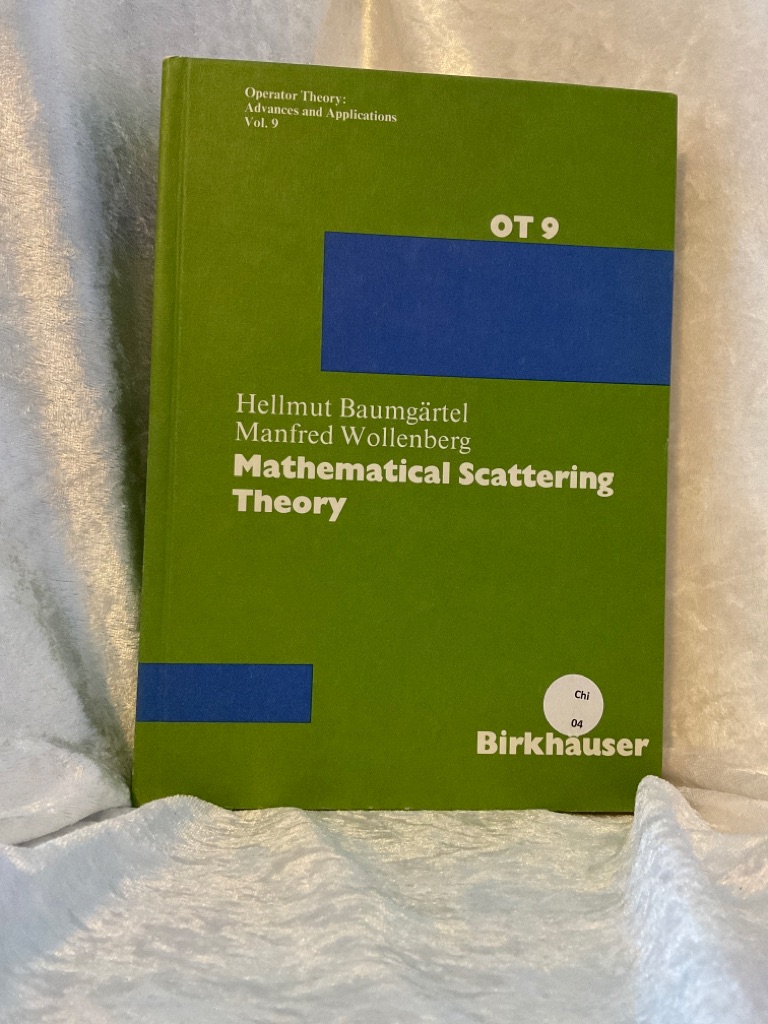 Operator Theory:
Advances and Applications
Vol. 9
OT 9
Hellmut Baumgärtel
Manfred Wollenberg
Mathematical Scattering
Theory
Chi
04
Birkhäuser